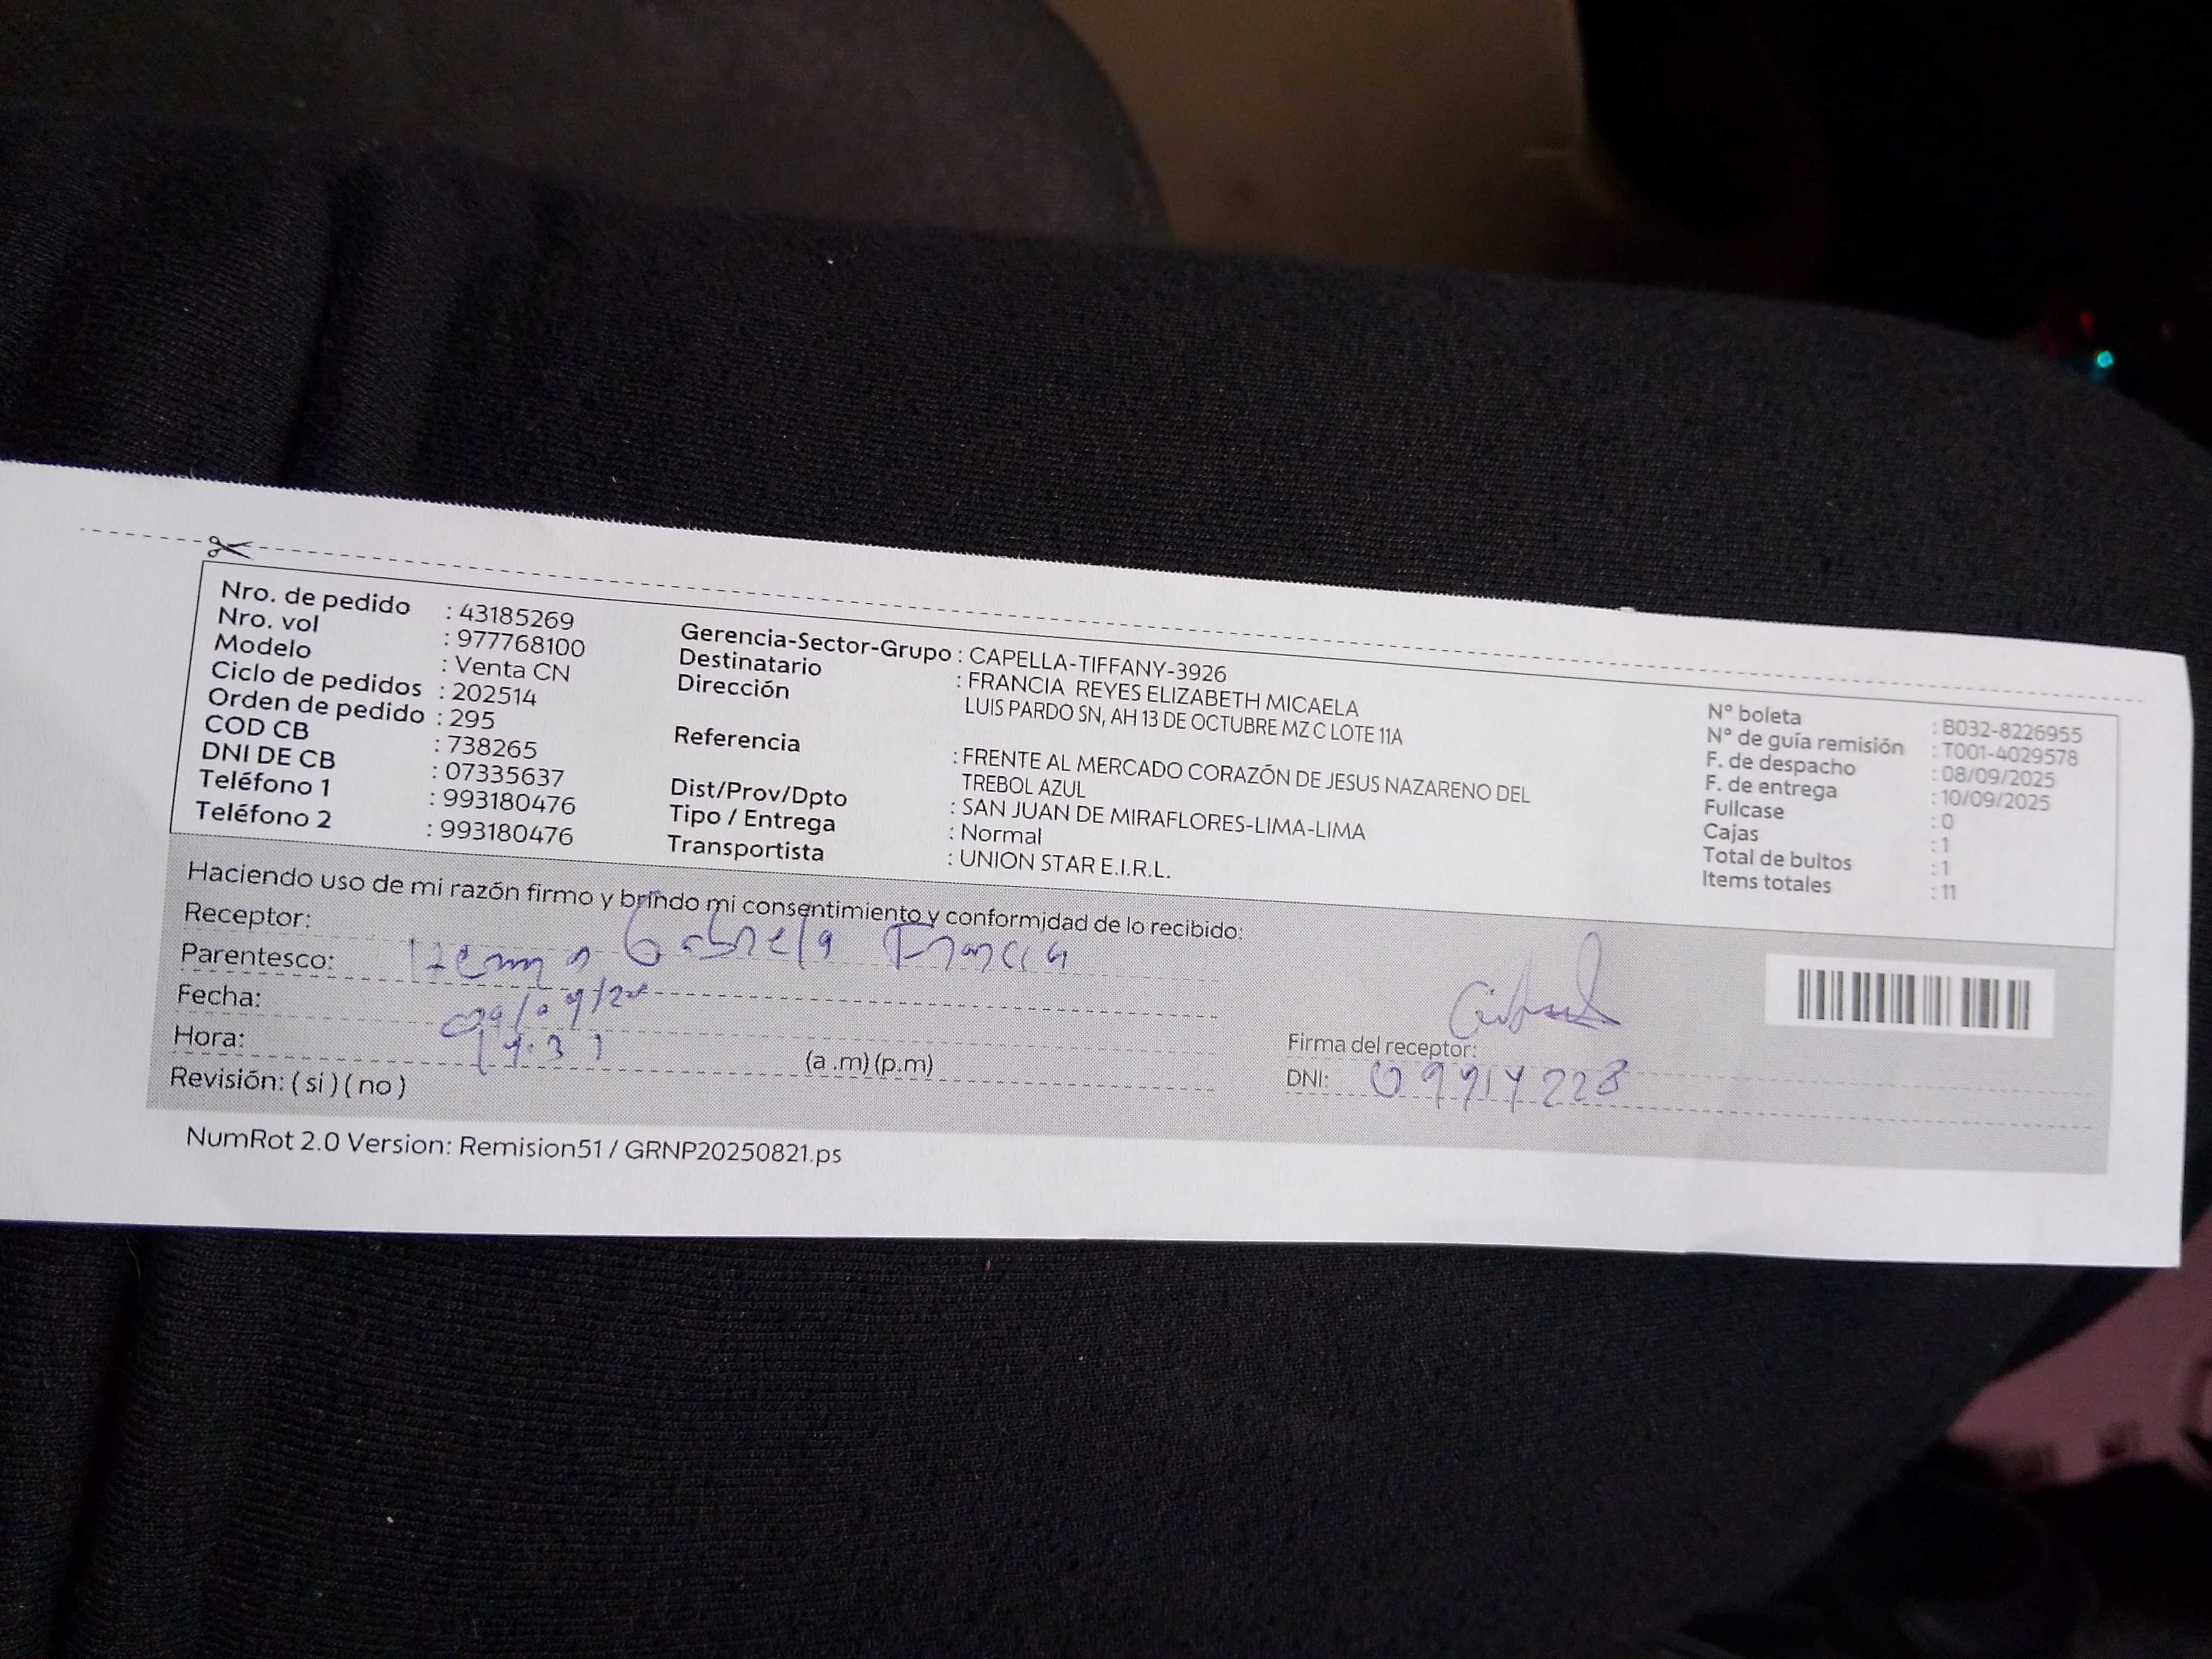 Nro. de pedido : 43185269
Nro. vol : 977768100
Modelo : Venta CN
Ciclo de pedidos : 202514
Orden de pedido : 295
COD CB : 738265
DNI DE CB : 07335637
Teléfono 1 : 993180476
Teléfono 2 : 993180476
Gerencia-Sector-Grupo : CAPELLA-TIFFANY-3926
Destinatario : FRANCIA REYES ELIZABETH MICAELA
Dirección LUIS PARDO SN, AH 13 DE OCTUBRE MZ C LOTE 11A
Referencia : FRENTE AL MERCADO CORAZÓN DE JESUS NAZARENO DEL
TREBOL AZUL
Dist/Prov/Dpto : SAN JUAN DE MIRAFLORES-LIMA-LIMA
Tipo / Entrega : Normal
Transportista : UNION STAR E.I.R.L.
N° boleta : B032-8226955
N° de guía remisión : T001-4029578
F. de despacho : 08/09/2025
F. de entrega : 10/09/2025
Fullcase : 0
Cajas : 1
Total de bultos : 1
Items totales : 11
Haciendo uso de mi razón firmo y brindo mi consentimiento y conformidad de lo recibido:
Receptor: Gabriela Francia
Parentesco:
Fecha:
Hora: (a .m) (p.m)
Revisión: ( si ) ( no )
Firma del receptor:
DNI:
NumRot 2.0 Version: Remision51 / GRNP20250821.ps